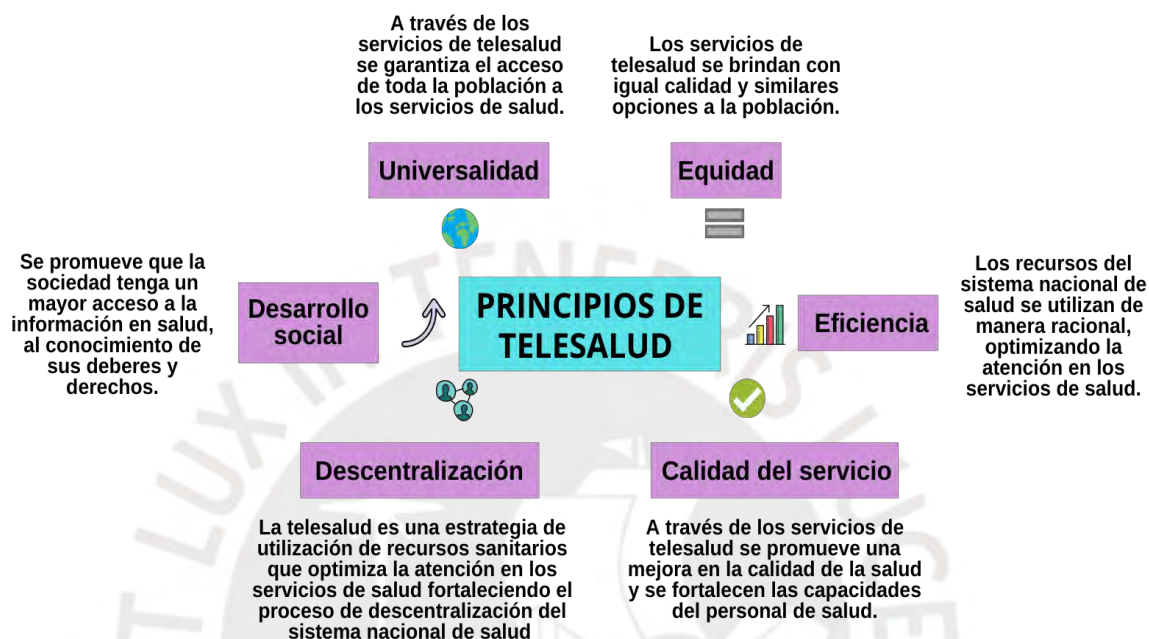 A través de los
servicios de telesalud
se garantiza el acceso
de toda la población a
los servicios de salud.
Los servicios de
telesalud se brindan con
igual calidad y similares
opciones a la población.
Universalidad
Equidad
Se promueve que la
sociedad tenga un
mayor acceso a la
información en salud,
al conocimiento de
sus deberes y
derechos.
Desarrollo
social
PRINCIPIOS DE
TELESALUD
Eficiencia
Los recursos del
sistema nacional de
salud se utilizan de
manera racional,
optimizando la
atención en los
servicios de salud.
Descentralización
Calidad del servicio
La telesalud es una estrategia de
utilización de recursos sanitarios
que optimiza la atención en los
servicios de salud fortaleciendo el
proceso de descentralización del
sistema nacional de salud
A través de los servicios de
telesalud se promueve una
mejora en la calidad de la salud
y se fortalecen las capacidades
del personal de salud.